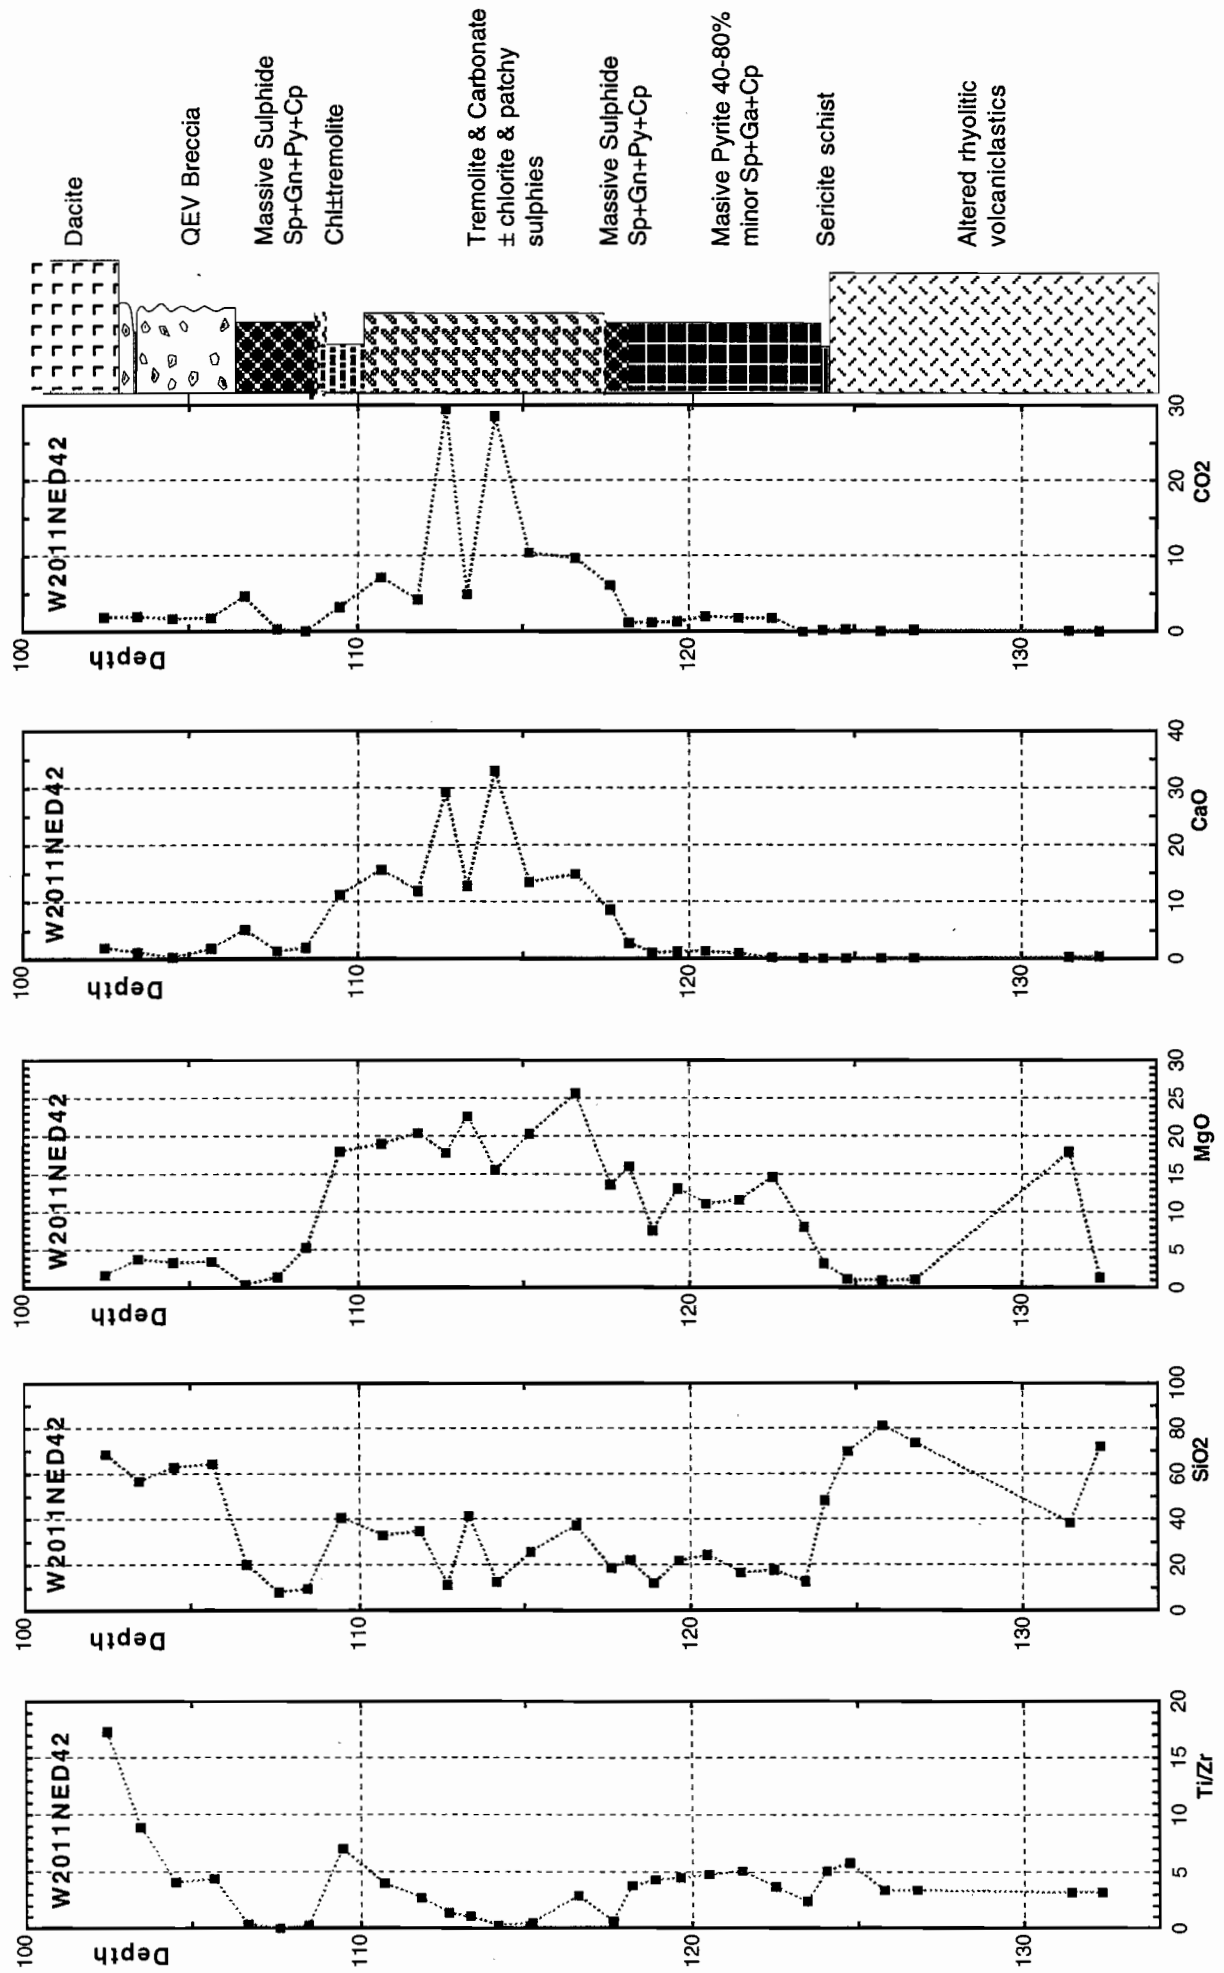 Dacite
QEV Breccia
Massive Sulphide
Sp+Gn+Py+Cp
Chl±tremolite
Tremolite & Carbonate
± chlorite & patchy
sulphies
Massive Sulphide
Sp+Gn+Py+Cp
Masive Pyrite 40-80%
minor Sp+Ga+Cp
Sericite schist
Altered rhyolitic
volcaniclastics
W2011NED42
Depth
100
110
120
130
0
10
20
30
CO2
W2011NED42
Depth
100
110
120
130
0
10
20
30
40
CaO
W2011NED42
Depth
100
110
120
130
0
5
10
15
20
25
30
MgO
W2011NED42
Depth
100
110
120
130
0
20
40
60
80
100
SiO2
W2011NED42
Depth
100
110
120
130
0
5
10
15
20
Ti/Zr